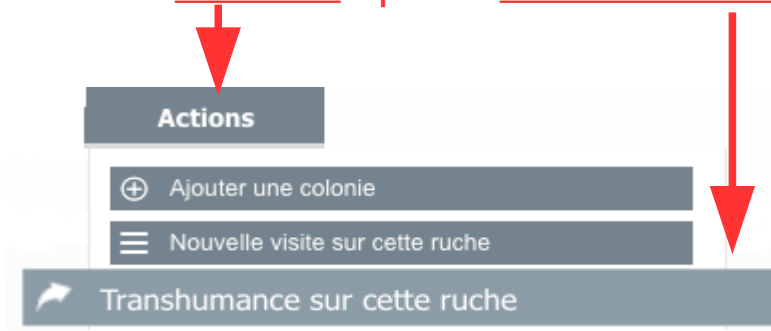 Actions
Ajouter une colonie
Nouvelle visite sur cette ruche
Transhumance sur cette ruche